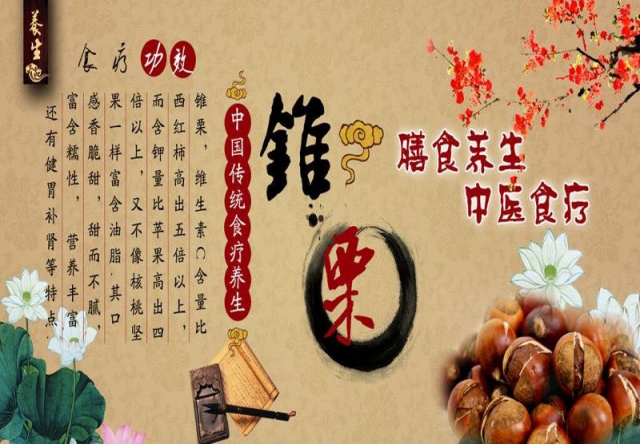 养生
食疗功效
锥栗，维生素C含量比
西红柿高出五倍以上，
而含钾量比苹果高出四
倍以上，又不像核桃坚
果一样富含油脂.其口
感香脆甜，甜而不腻，
富含糯性，营养丰富
还有健胃补肾等特点.
中国传统食疗养生
锥
栗
膳食养生
中医食疗